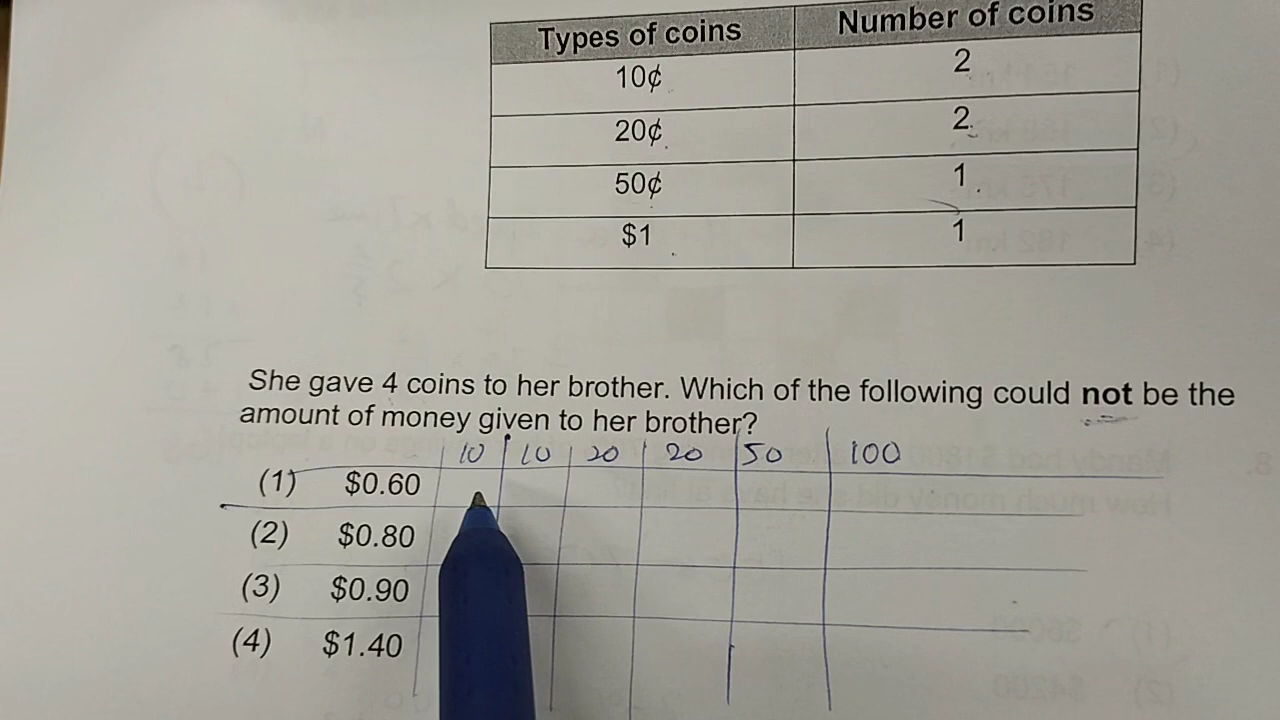 Types of coins Number of coins
10¢ 2
20¢ 2
50¢ 1
$1 1
She gave 4 coins to her brother. Which of the following could not be the
amount of money given to her brother?
10 10 20 20 50 100
(1) $0.60
(2) $0.80
(3) $0.90
(4) $1.40